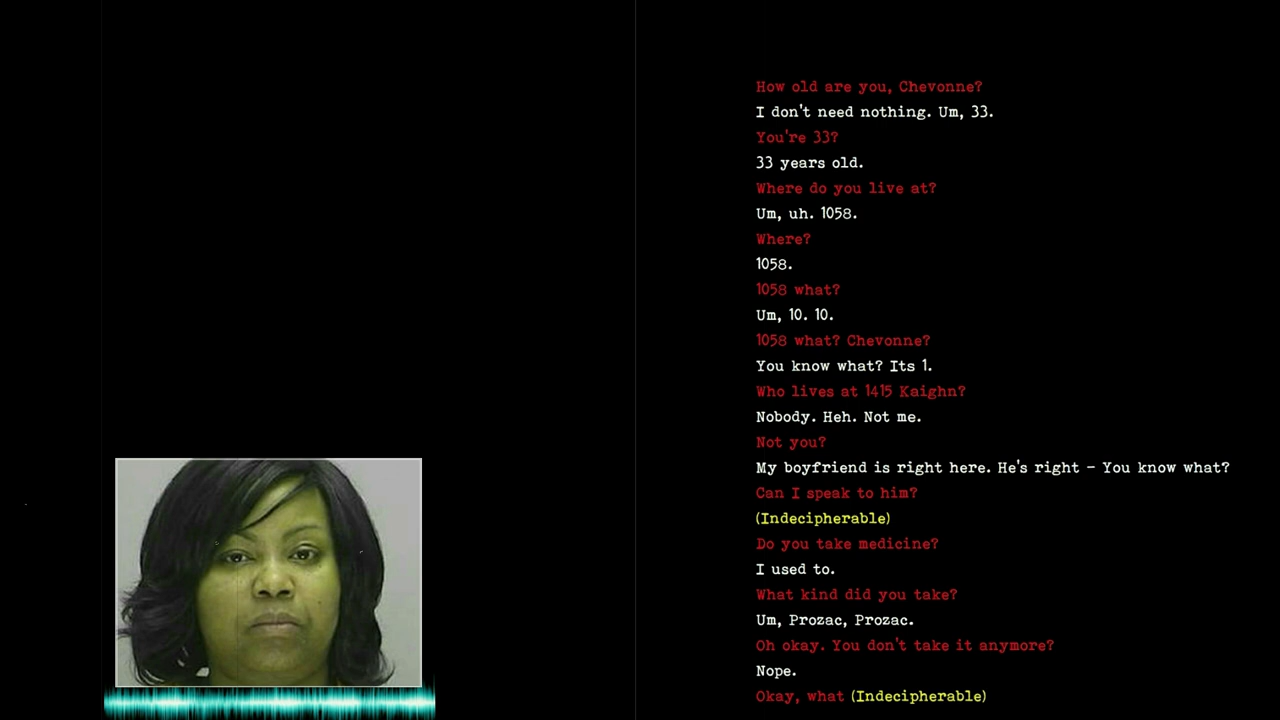 How old are you, Chevonne?
I don't need nothing. Um, 33.
You're 33?
33 years old.
Where do you live at?
Um, uh. 1058.
Where?
1058.
1058 what?
Um, 10. 10.
1058 what? Chevonne?
You know what? Its 1.
Who lives at 1415 Kaighn?
Nobody. Heh. Not me.
Not you?
My boyfriend is right here. He's right - You know what?
Can I speak to him?
(Indecipherable)
Do you take medicine?
I used to.
What kind did you take?
Um, Prozac, Prozac.
Oh okay. You don't take it anymore?
Nope.
Okay, what (Indecipherable)